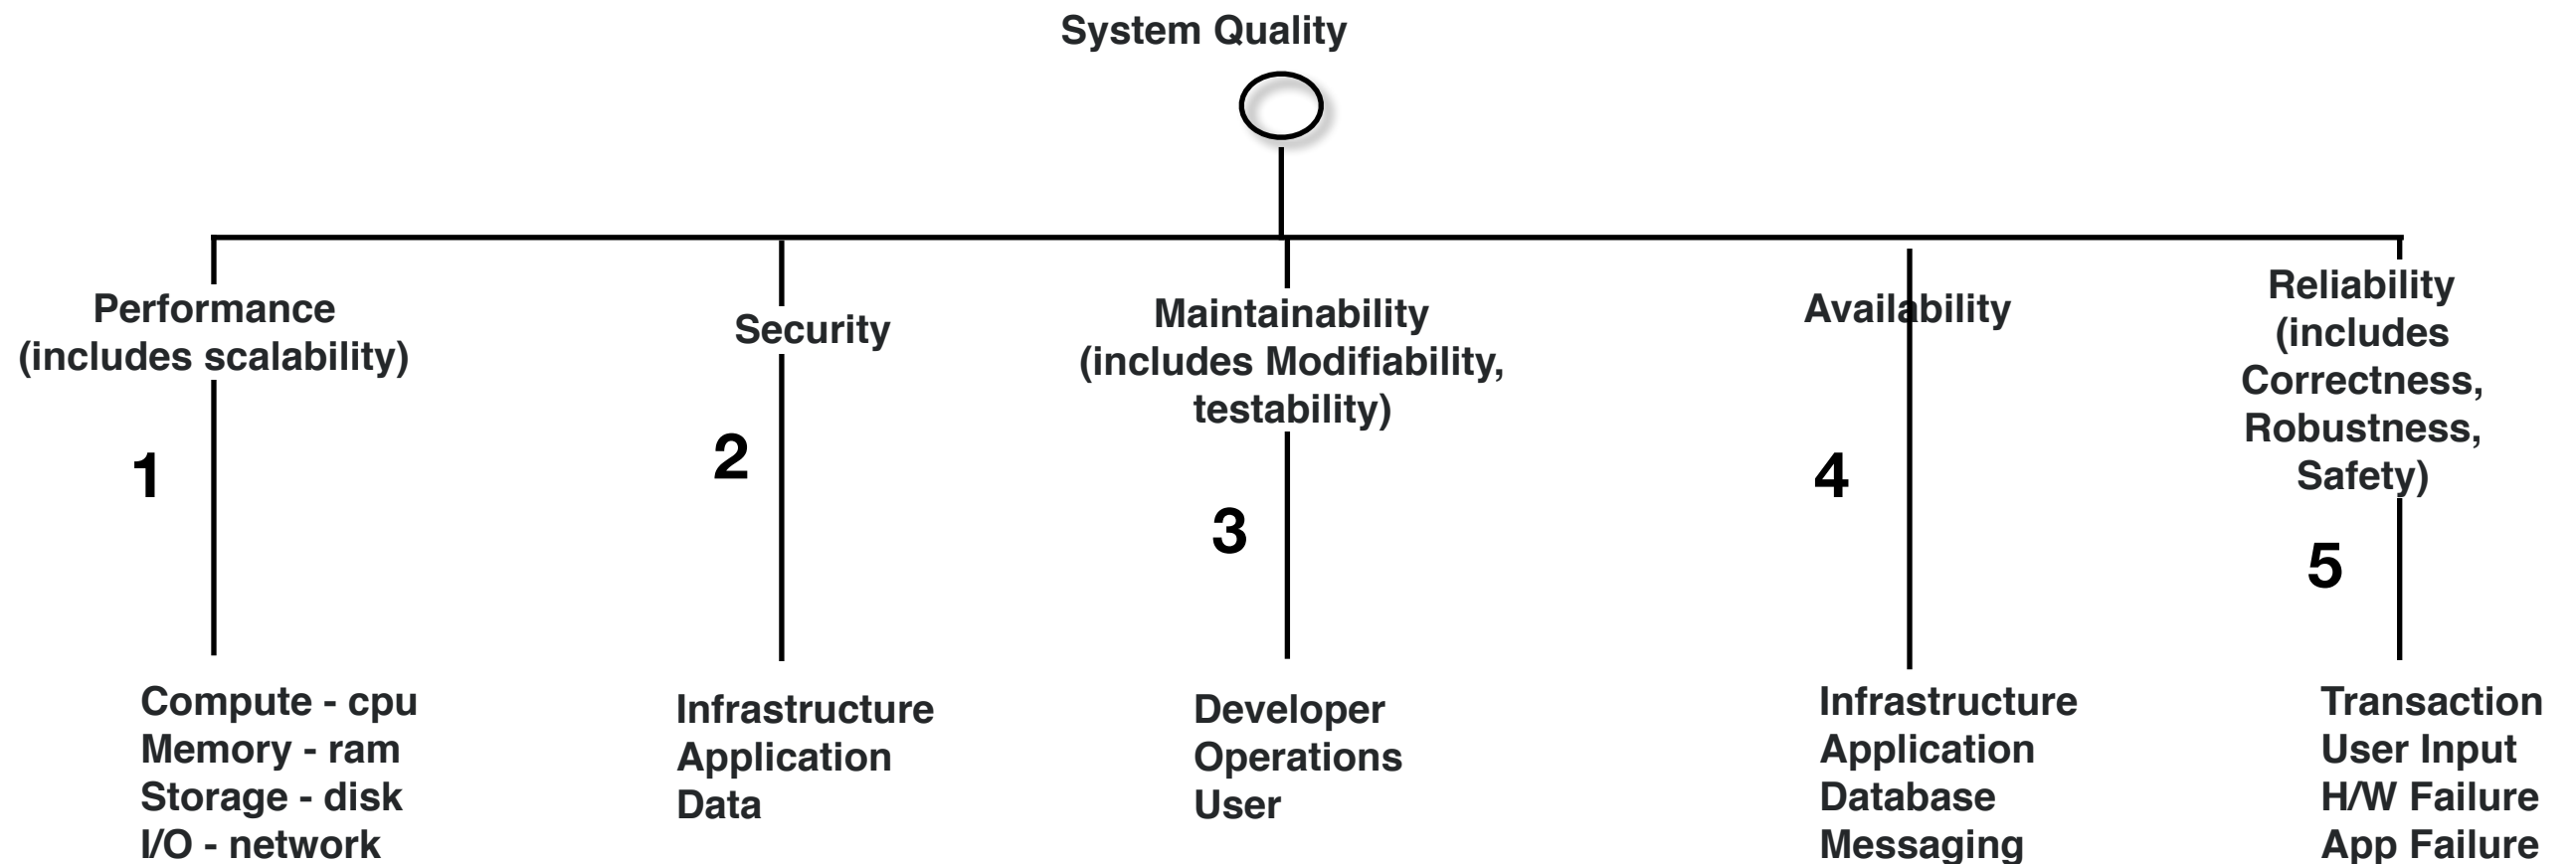 System Quality
Performance
(includes scalability)
1
Compute - cpu
Memory - ram
Storage - disk
I/O - network
Security
2
Infrastructure
Application
Data
Maintainability
(includes Modifiability,
testability)
3
Developer
Operations
User
Availability
4
Infrastructure
Application
Database
Messaging
Reliability
(includes
Correctness,
Robustness,
Safety)
5
Transaction
User Input
H/W Failure
App Failure